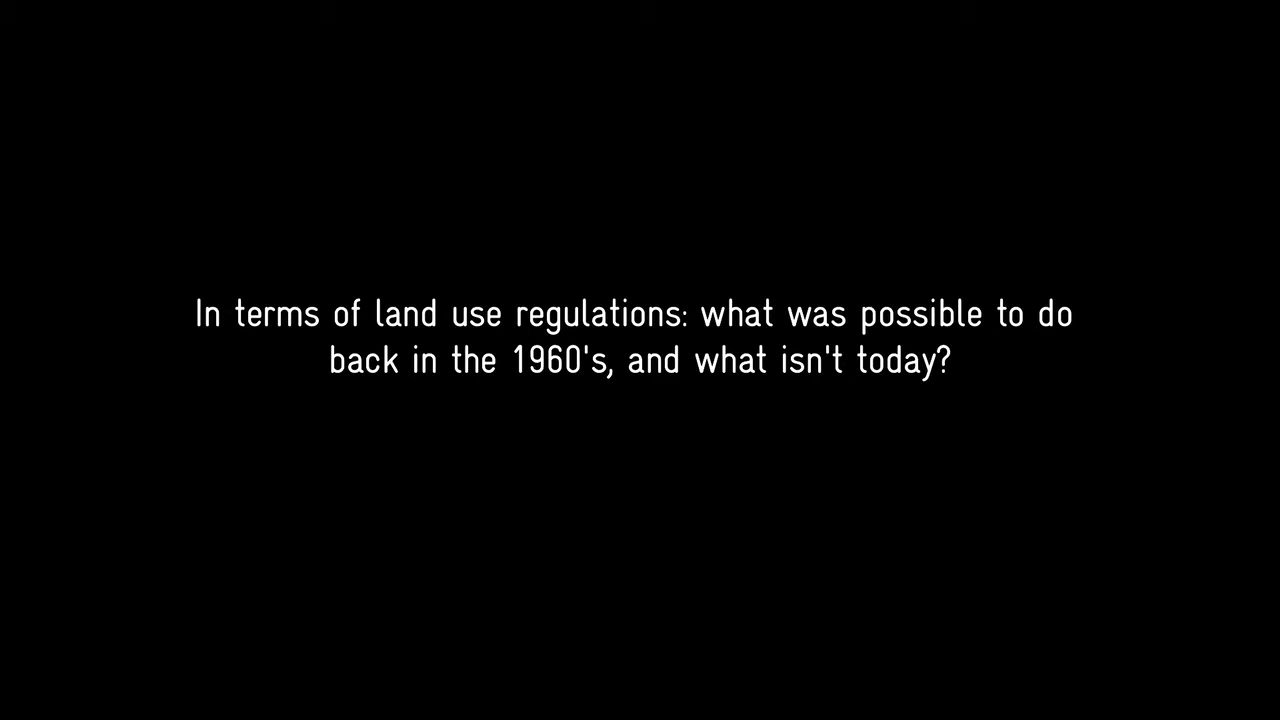 In terms of land use regulations: what was possible to do
back in the 1960's, and what isn't today?